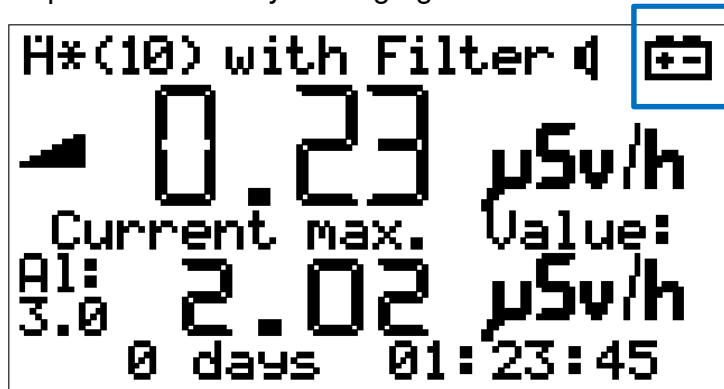 Ḣ*(10) with Filter
0.23 µSv/h
Current max. Value:
Al:
3.0 2.02 µSv/h
0 days 01:23:45